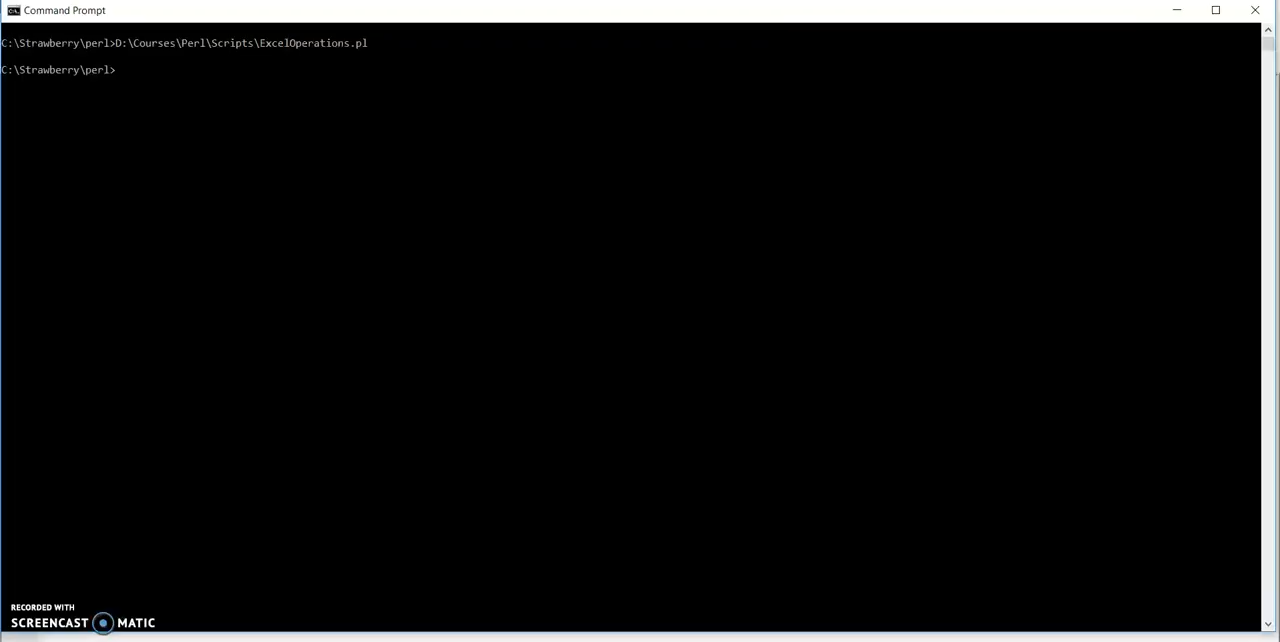 Command Prompt
C:\Strawberry\perl>D:\Courses\Perl\Scripts\ExcelOperations.pl
C:\Strawberry\perl>
RECORDED WITH
SCREENCAST MATIC